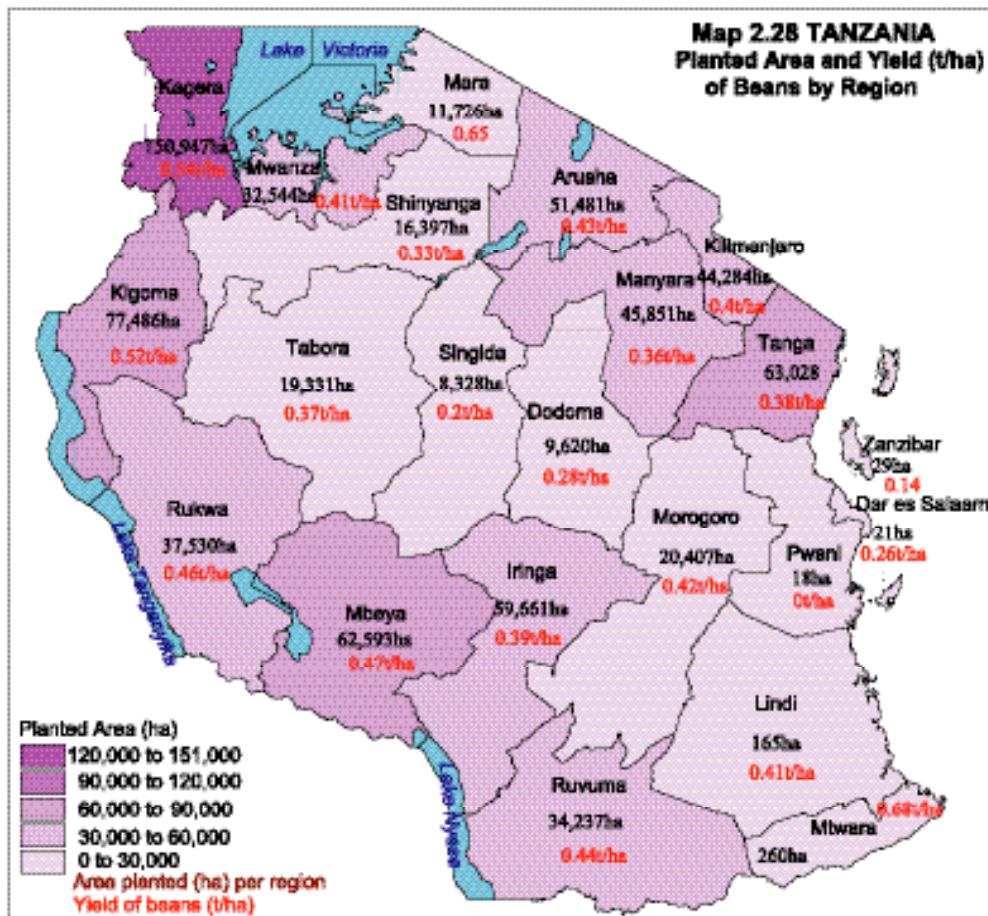 Map 2.28 TANZANIA
Planted Area and Yield (t/ha)
of Beans by Region
Lake Victoria
Kagera
150,947ha
0.54t/ha
Mara
11,726ha
0.65
Mwanza
32,544ha
0.41t/ha
Shinyanga
16,397ha
0.33t/ha
Arusha
51,481ha
0.43t/ha
Kilimanjaro
44,284ha
0.4t/ha
Kigoma
77,486ha
0.52t/ha
Manyara
45,851ha
0.36t/ha
Tanga
63,028
0.38t/ha
Tabora
19,331ha
0.37t/ha
Singida
8,328ha
0.2t/ha
Dodoma
9,620ha
0.28t/ha
Zanzibar
29ha
0.14
Dar es Salaam
21ha
0.26t/ha
Rukwa
37,530ha
0.46t/ha
Morogoro
20,407ha
0.42t/ha
Pwani
18ha
0t/ha
Iringa
59,661ha
0.39t/ha
Mbeya
62,593ha
0.47t/ha
Lake Tanganyika
Lindi
165ha
0.41t/ha
Lake Nyasa
Ruvuma
34,237ha
0.44t/ha
0.68t/ha
Mtwara
260ha
Planted Area (ha)
120,000 to 151,000
90,000 to 120,000
60,000 to 90,000
30,000 to 60,000
0 to 30,000
Area planted (ha) per region
Yield of beans (t/ha)